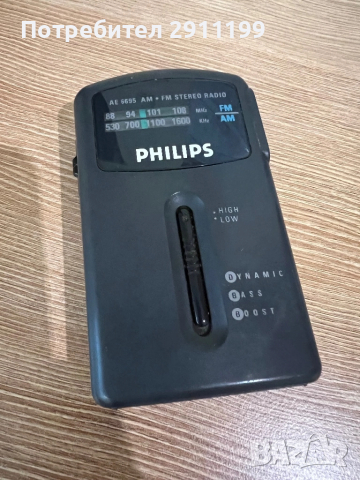 Потребител 2911199
AE 6695 AM • FM STEREO RADIO
88 94 101 108 MHz FM
530 700 1100 1600 KHz AM
PHILIPS
• HIGH
• LOW
DYNAMIC
BASS
BOOST
BAZAR